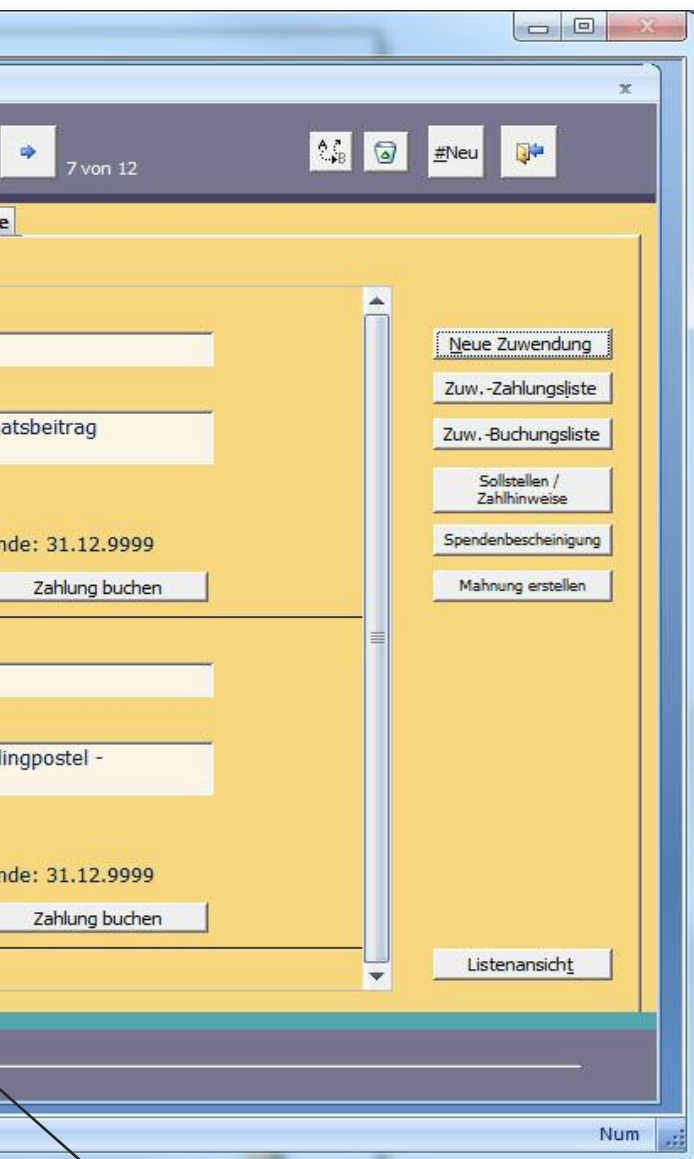 x
7 von 12
A
B
#Neu
e
Neue Zuwendung
Zuw.-Zahlungsliste
atsbeitrag
Zuw.-Buchungsliste
Sollstellen /
Zahlhinweise
nde: 31.12.9999
Spendenbescheinigung
Zahlung buchen
Mahnung erstellen
lingpostel -
nde: 31.12.9999
Zahlung buchen
Listenansicht
Num